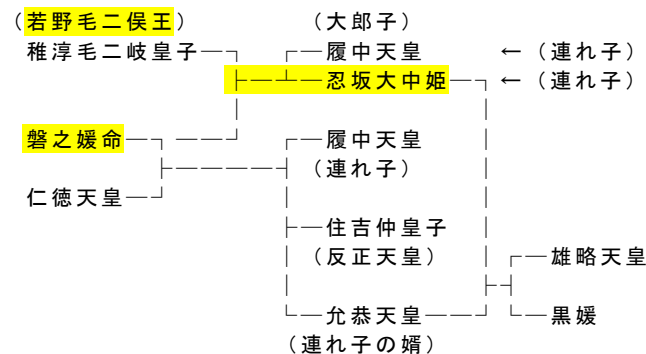 （若野毛二俣王） （大郎子）
稚渟毛二岐皇子 履中天皇 ←（連れ子）
忍坂大中姫 ←（連れ子）
磐之媛命 履中天皇
（連れ子）
仁徳天皇
住吉仲皇子
（反正天皇） 雄略天皇
允恭天皇 黒媛
（連れ子の婿）